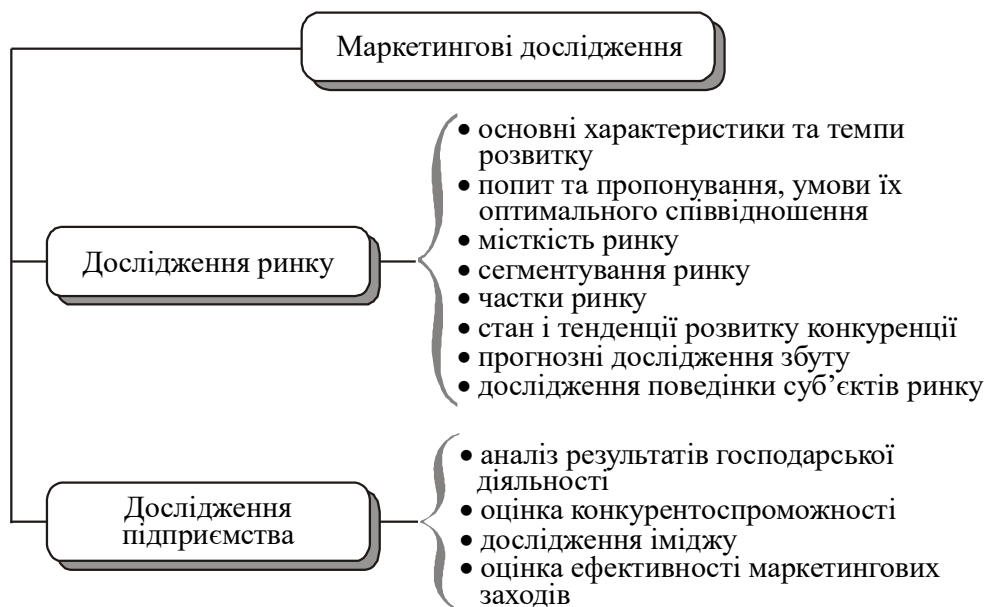 Маркетингові дослідження
Дослідження ринку
• основні характеристики та темпи
розвитку
• попит та пропонування, умови їх
оптимального співвідношення
• місткість ринку
• сегментування ринку
• частки ринку
• стан і тенденції розвитку конкуренції
• прогнозні дослідження збуту
• дослідження поведінки суб’єктів ринку
Дослідження
підприємства
• аналіз результатів господарської
діяльності
• оцінка конкурентоспроможності
• дослідження іміджу
• оцінка ефективності маркетингових
заходів